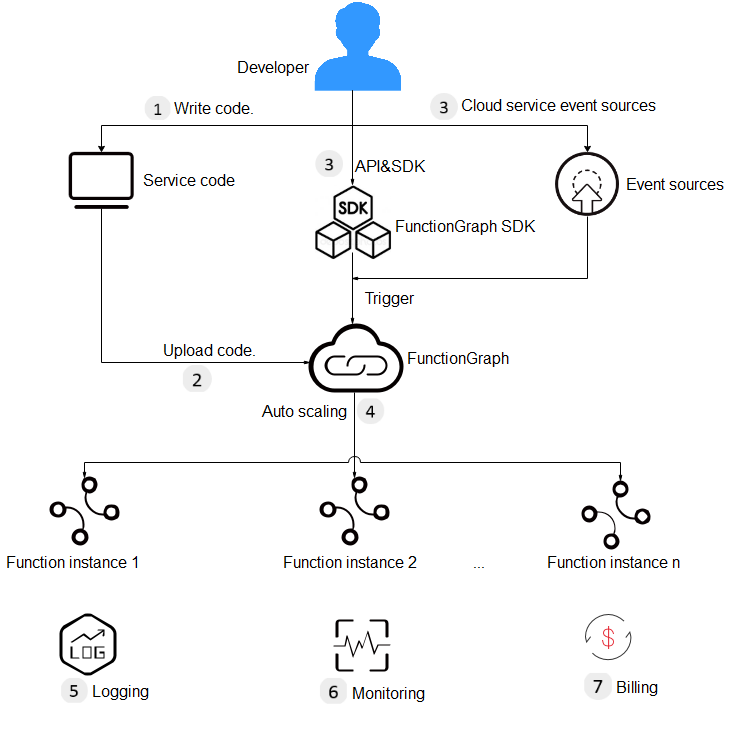 Developer
1 Write code.
3 Cloud service event sources
3 API&SDK
Service code
Event sources
SDK
FunctionGraph SDK
Trigger
Upload code.
2
FunctionGraph
Auto scaling 4
Function instance 1
Function instance 2
...
Function instance n
LOG
$
5 Logging
6 Monitoring
7 Billing